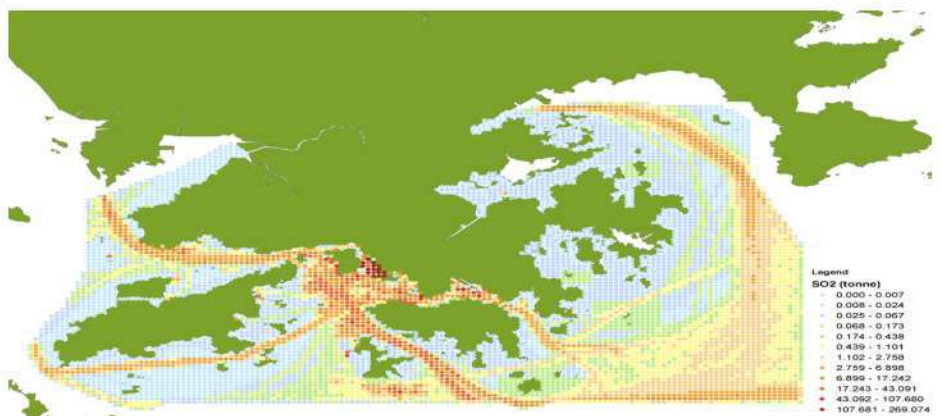 Legend
SO2 (tonne)
0.000 - 0.007
0.008 - 0.024
0.025 - 0.067
0.068 - 0.173
0.174 - 0.438
0.439 - 1.101
1.102 - 2.758
2.759 - 6.898
6.899 - 17.242
17.243 - 43.091
43.092 - 107.680
107.681 - 269.074